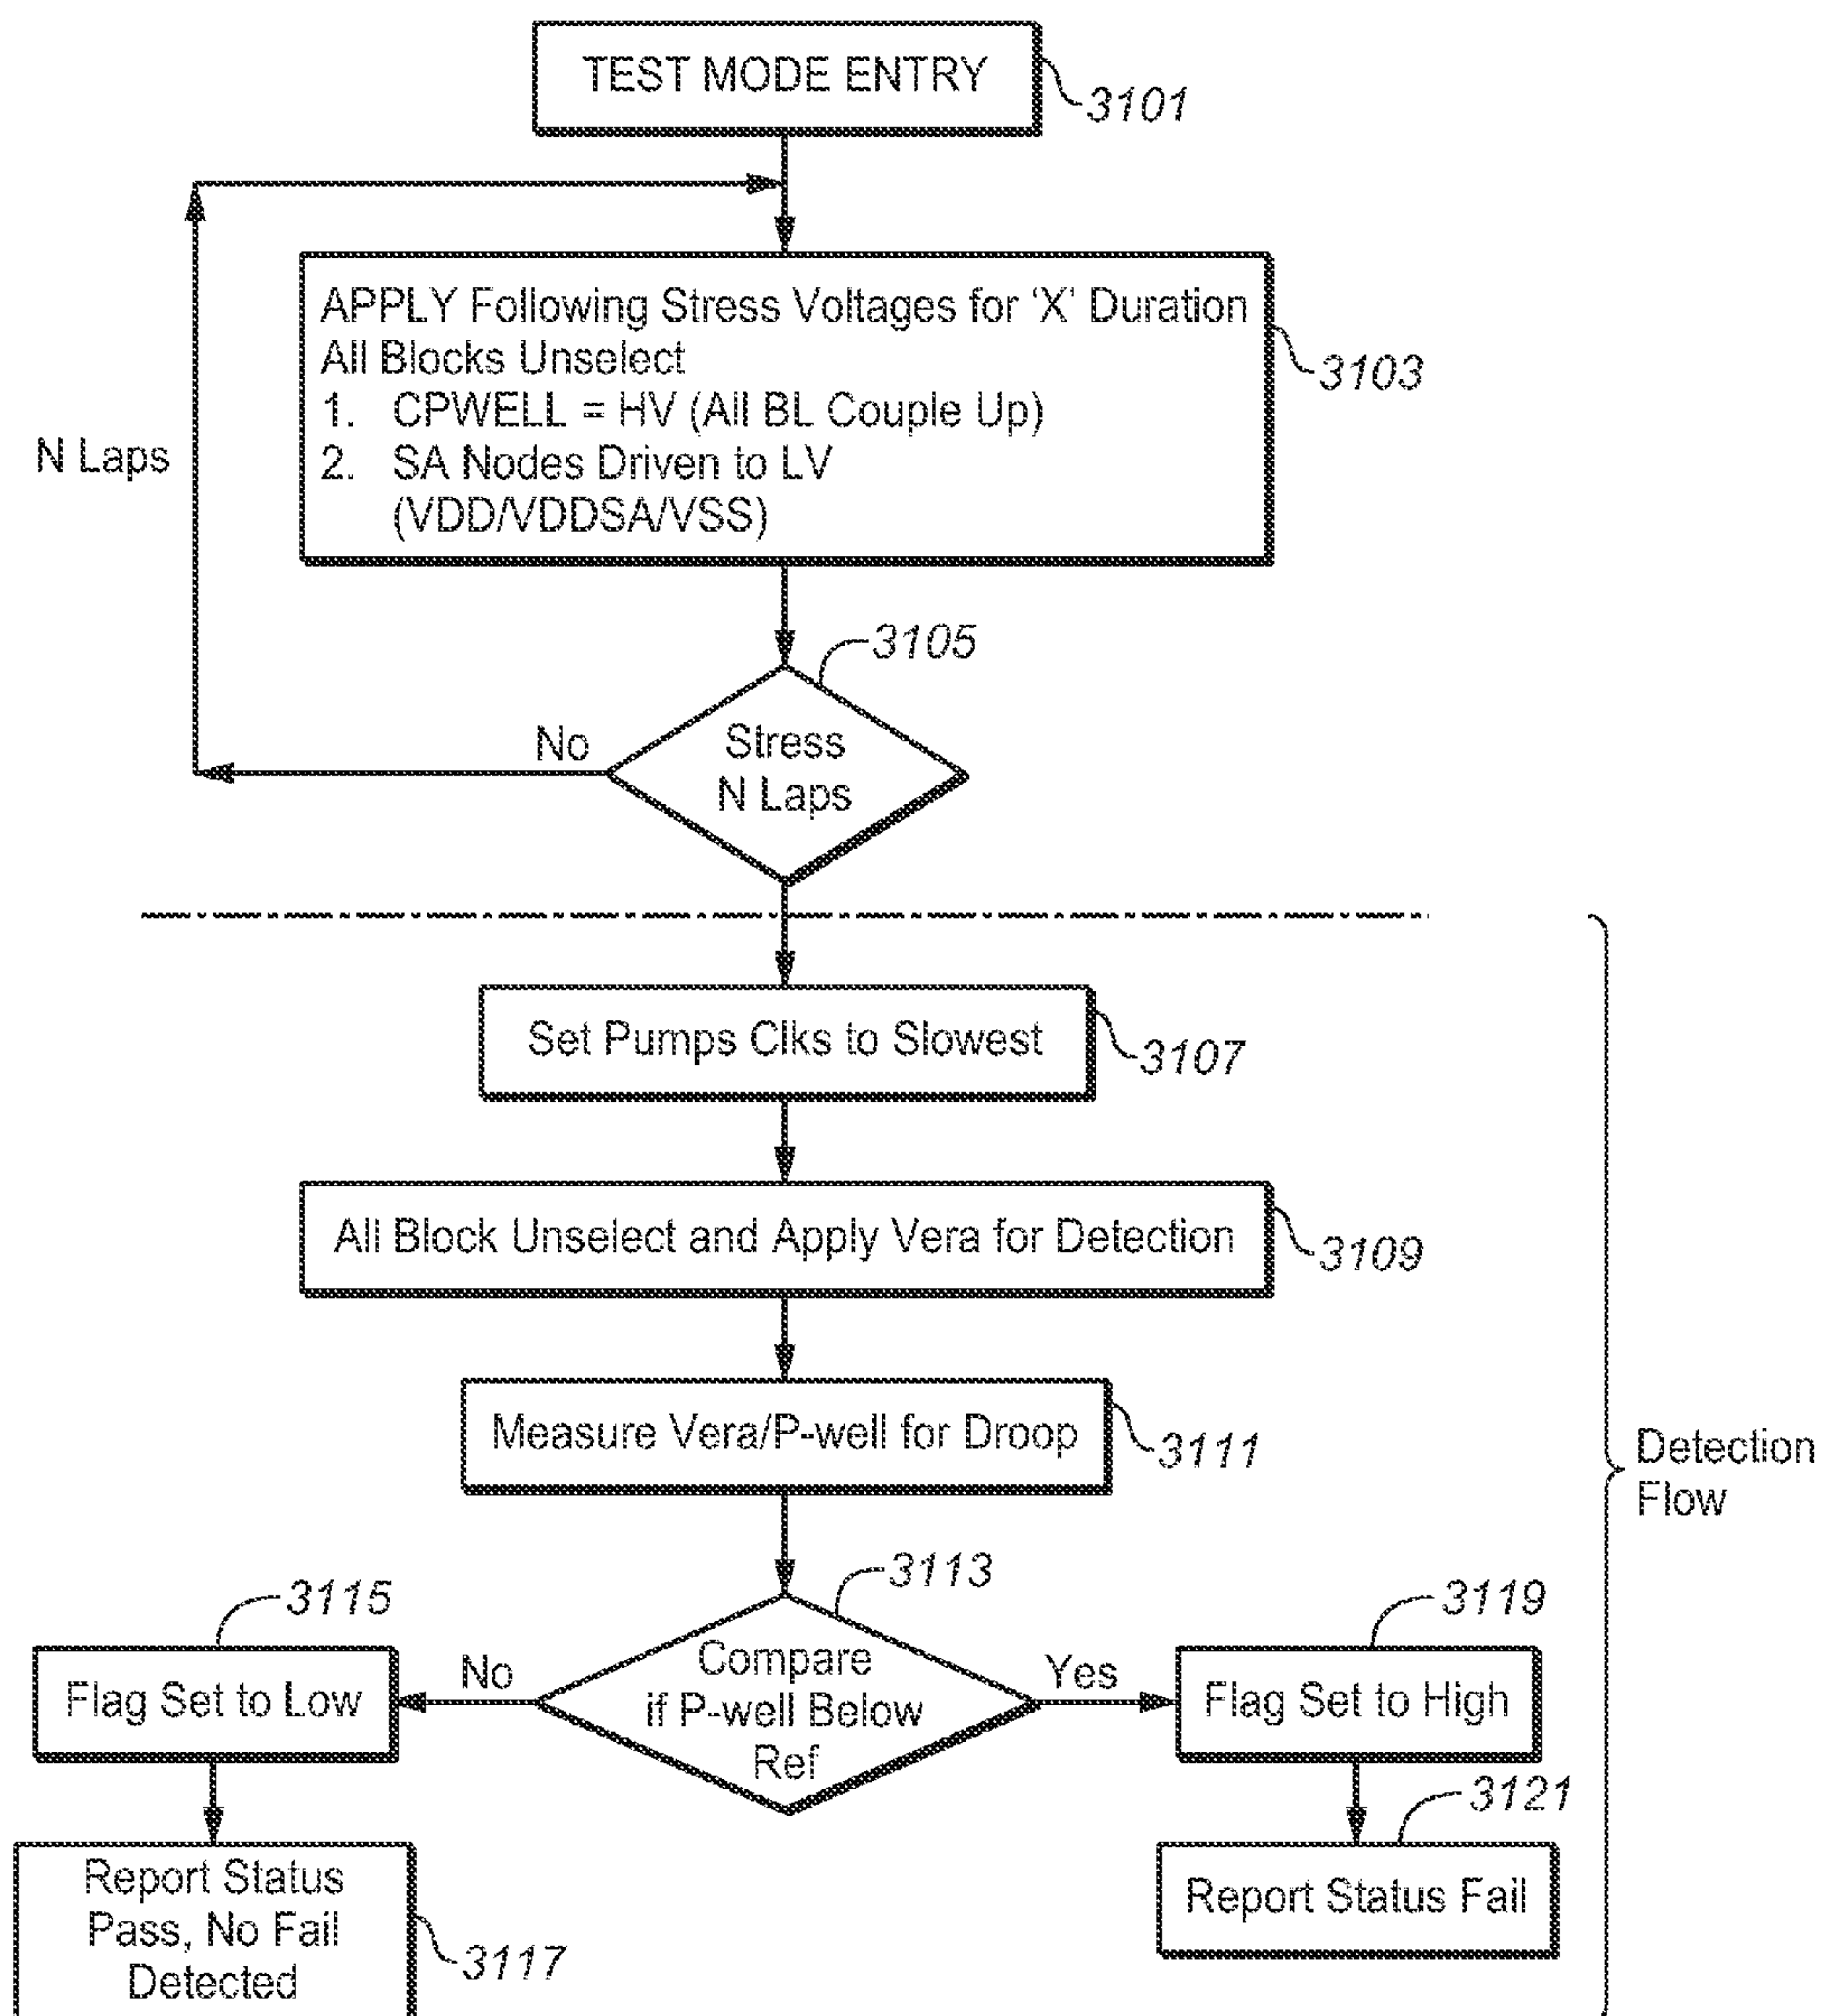 TEST MODE ENTRY
3101
APPLY Following Stress Voltages for ‘X’ Duration
All Blocks Unselect
1. CPWELL = HV (All BL Couple Up)
2. SA Nodes Driven to LV
(VDD/VDDSA/VSS)
3103
N Laps
3105
Stress
N Laps
No
Set Pumps Clks to Slowest
3107
All Block Unselect and Apply Vera for Detection
3109
Measure Vera/P-well for Droop
3111
Detection
Flow
3113
Compare
if P-well Below
Ref
No
Yes
3115
Flag Set to Low
3119
Flag Set to High
Report Status
Pass, No Fail
Detected
3117
3121
Report Status Fail